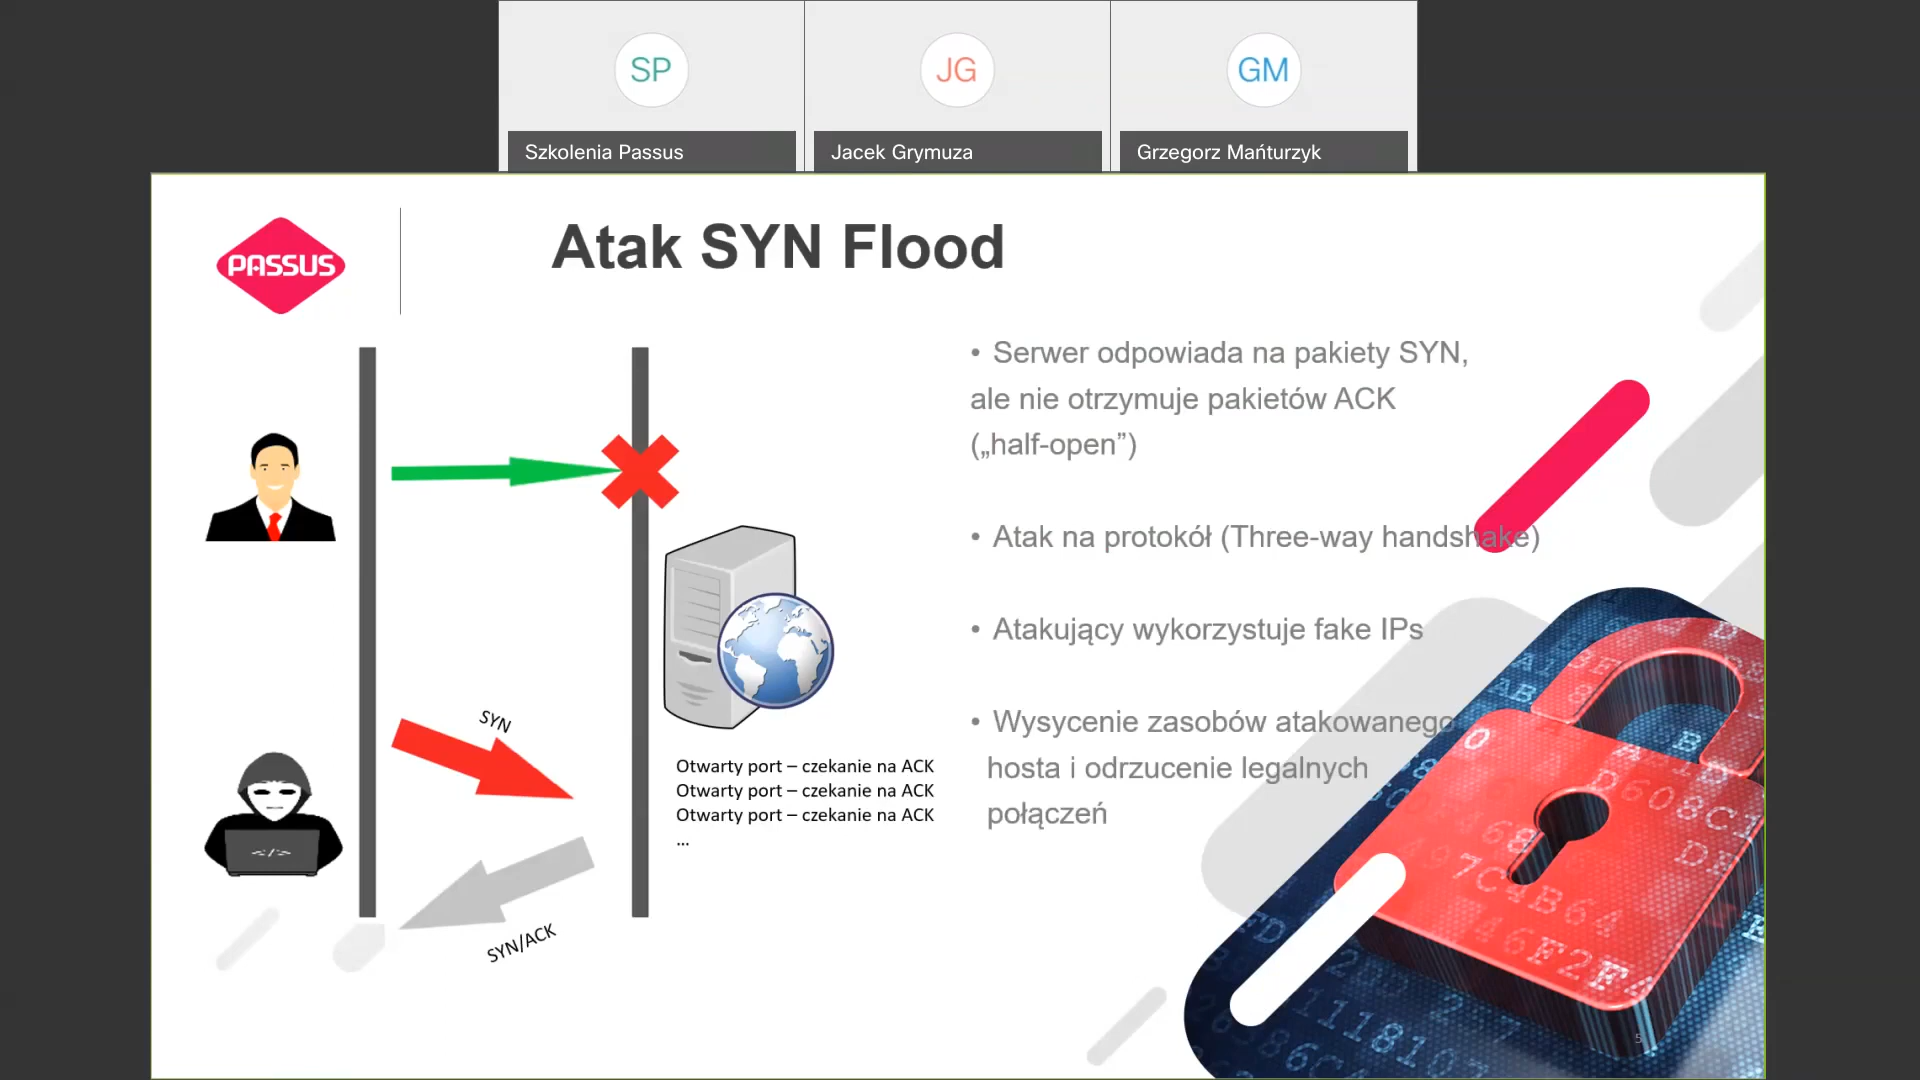 SP
JG
GM
Szkolenia Passus
Jacek Grymuza
Grzegorz Mańturzyk
PASSUS
Atak SYN Flood
• Serwer odpowiada na pakiety SYN,
ale nie otrzymuje pakietów ACK
(„half-open”)
• Atak na protokół (Three-way handshake)
• Atakujący wykorzystuje fake IPs
• Wysycenie zasobów atakowanego
hosta i odrzucenie legalnych
połączeń
SYN
Otwarty port – czekanie na ACK
Otwarty port – czekanie na ACK
Otwarty port – czekanie na ACK
...
SYN/ACK